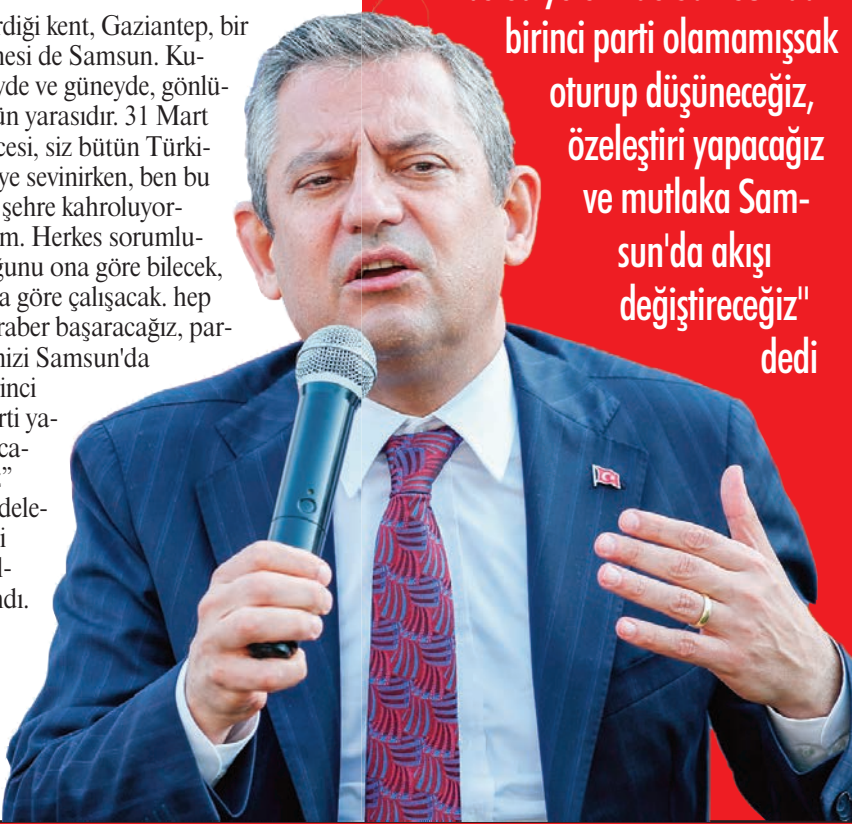 rdiği kent, Gaziantep, bir
nesi de Samsun. Ku-
yde ve güneyde, gönlü-
ün yarasıdır. 31 Mart
cesi, siz bütün Türki-
ye sevinirken, ben bu
şehre kahroluyor-
m. Herkes sorumlu-
ğunu ona göre bilecek,
a göre çalışacak. hep
raber başaracağız, par-
mizi Samsun'da
inci
rti ya-
ca-
”
dele-
i
l-
ndı.
birinci parti olamamışsak
oturup düşüneceğiz,
özeleştiri yapacağız
ve mutlaka Sam-
sun'da akışı
değiştireceğiz"
dedi